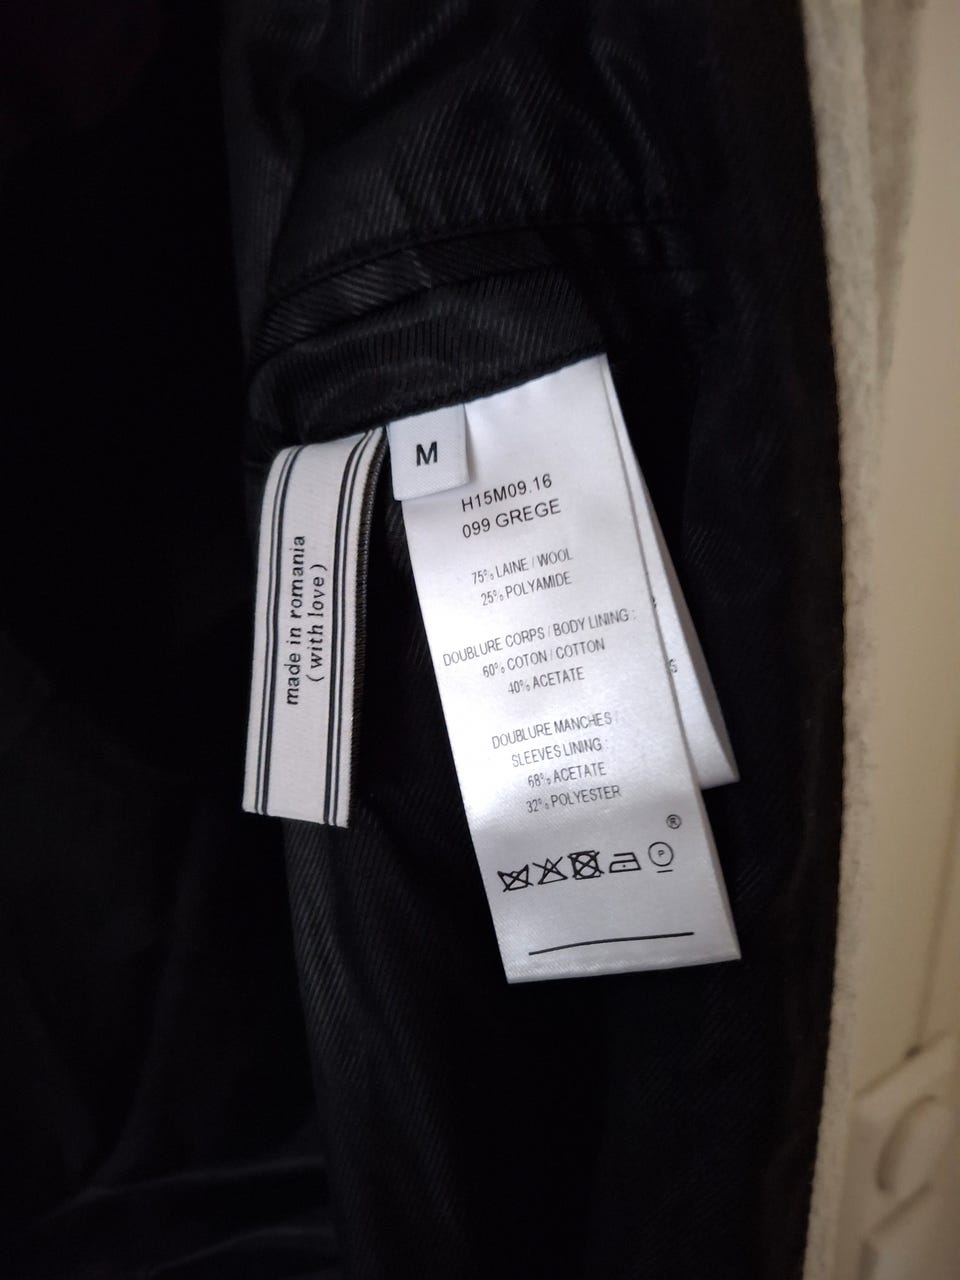 made in romania
(with love)
M
H15M09.16
099 GREGE
75% LAINE / WOOL
25% POLYAMIDE
DOUBLURE CORPS / BODY LINING :
60% COTON / COTTON
40% ACETATE
DOUBLURE MANCHES /
SLEEVES LINING :
68% ACETATE
32% POLYESTER
®
P